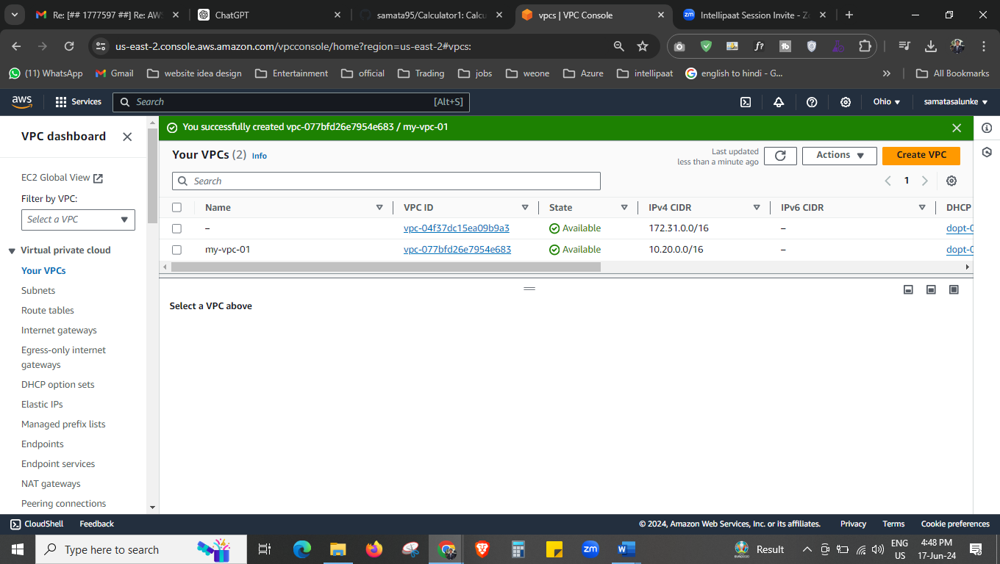 Re: [## 1777597 ##] Re: AWS
ChatGPT
samata95/Calculator1: Calcu
vpcs | VPC Console
zm Intellipaat Session Invite - Zo
us-east-2.console.aws.amazon.com/vpcconsole/home?region=us-east-2#vpcs:
(11) WhatsApp
Gmail
website idea design
Entertainment
official
Trading
jobs
weone
Azure
intellipaat
english to hindi - G...
All Bookmarks
aws
Services
Search
[Alt+S]
Ohio
samatasalunke
VPC dashboard
EC2 Global View
Filter by VPC:
Select a VPC
Virtual private cloud
Your VPCs
Subnets
Route tables
Internet gateways
Egress-only internet
gateways
DHCP option sets
Elastic IPs
Managed prefix lists
Endpoints
Endpoint services
NAT gateways
Peering connections
You successfully created vpc-077bfd26e7954e683 / my-vpc-01
Your VPCs (2) Info
Last updated
less than a minute ago
Actions
Create VPC
Search
1
Name VPC ID State IPv4 CIDR IPv6 CIDR DHCP
– vpc-04f37dc15ea09b9a3 Available 172.31.0.0/16 – dopt-0
my-vpc-01 vpc-077bfd26e7954e683 Available 10.20.0.0/16 – dopt-0
Select a VPC above
CloudShell
Feedback
© 2024, Amazon Web Services, Inc. or its affiliates.
Privacy
Terms
Cookie preferences
Type here to search
zm
Result
ENG
US
4:48 PM
17-Jun-24